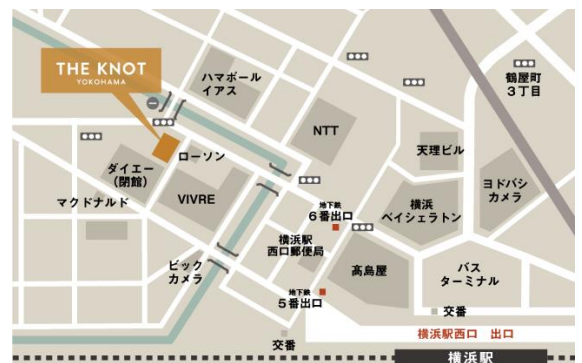 THE KNOT
YOKOHAMA
ハマボール
イアス
鶴屋町
3丁目
NTT
天理ビル
ダイエー
(閉館)
ローソン
マクドナルド
VIVRE
地下鉄
6番出口
横浜
ベイシェラトン
ヨドバシ
カメラ
横浜駅
西口郵便局
ビック
カメラ
高島屋
バス
ターミナル
地下鉄
5番出口
交番
交番
横浜駅西口 出口
横浜駅